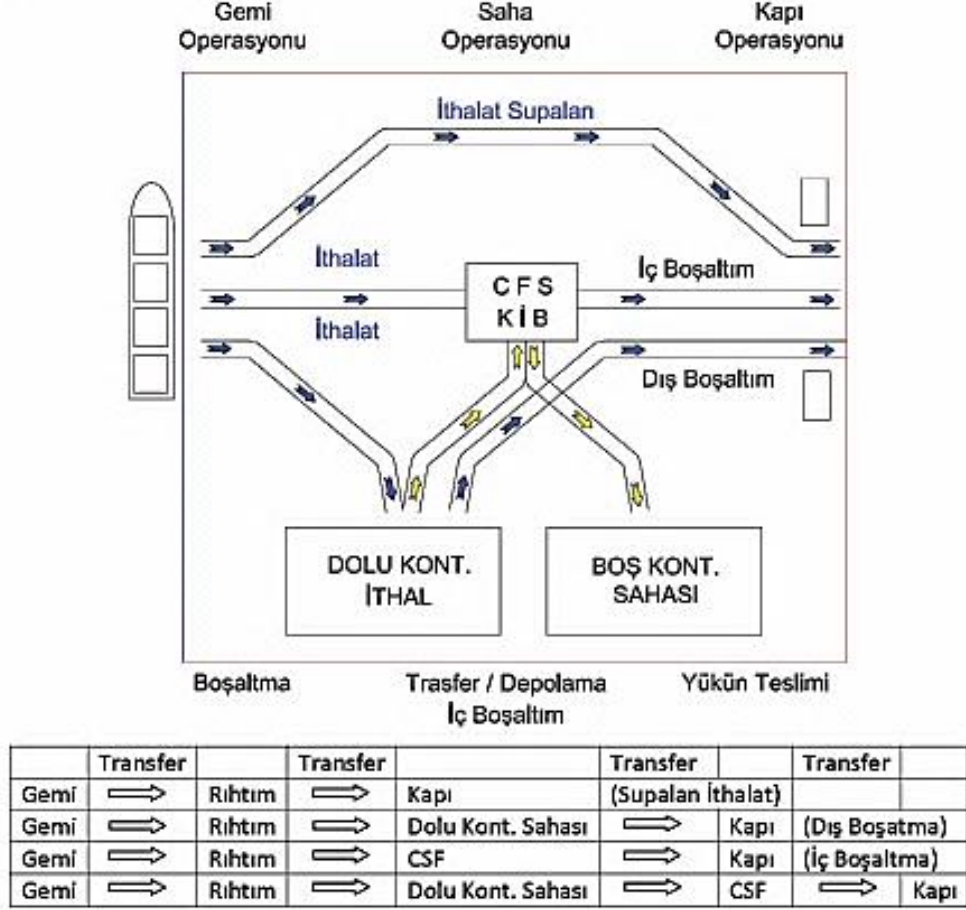 Gemi Operasyonu
Saha Operasyonu
Kapı Operasyonu
İthalat Supalan
İthalat
İthalat
C F S
K İ B
İç Boşaltım
Dış Boşaltım
DOLU KONT.
İTHAL
BOŞ KONT.
SAHASI
Boşaltma
Trasfer / Depolama
İç Boşaltım
Yükün Teslimi
Transfer Transfer Transfer Transfer
Gemi Rıhtım Kapı (Supalan İthalat)
Gemi Rıhtım Dolu Kont. Sahası Kapı (Dış Boşatma)
Gemi Rıhtım CSF Kapı (İç Boşaltma)
Gemi Rıhtım Dolu Kont. Sahası CSF Kapı